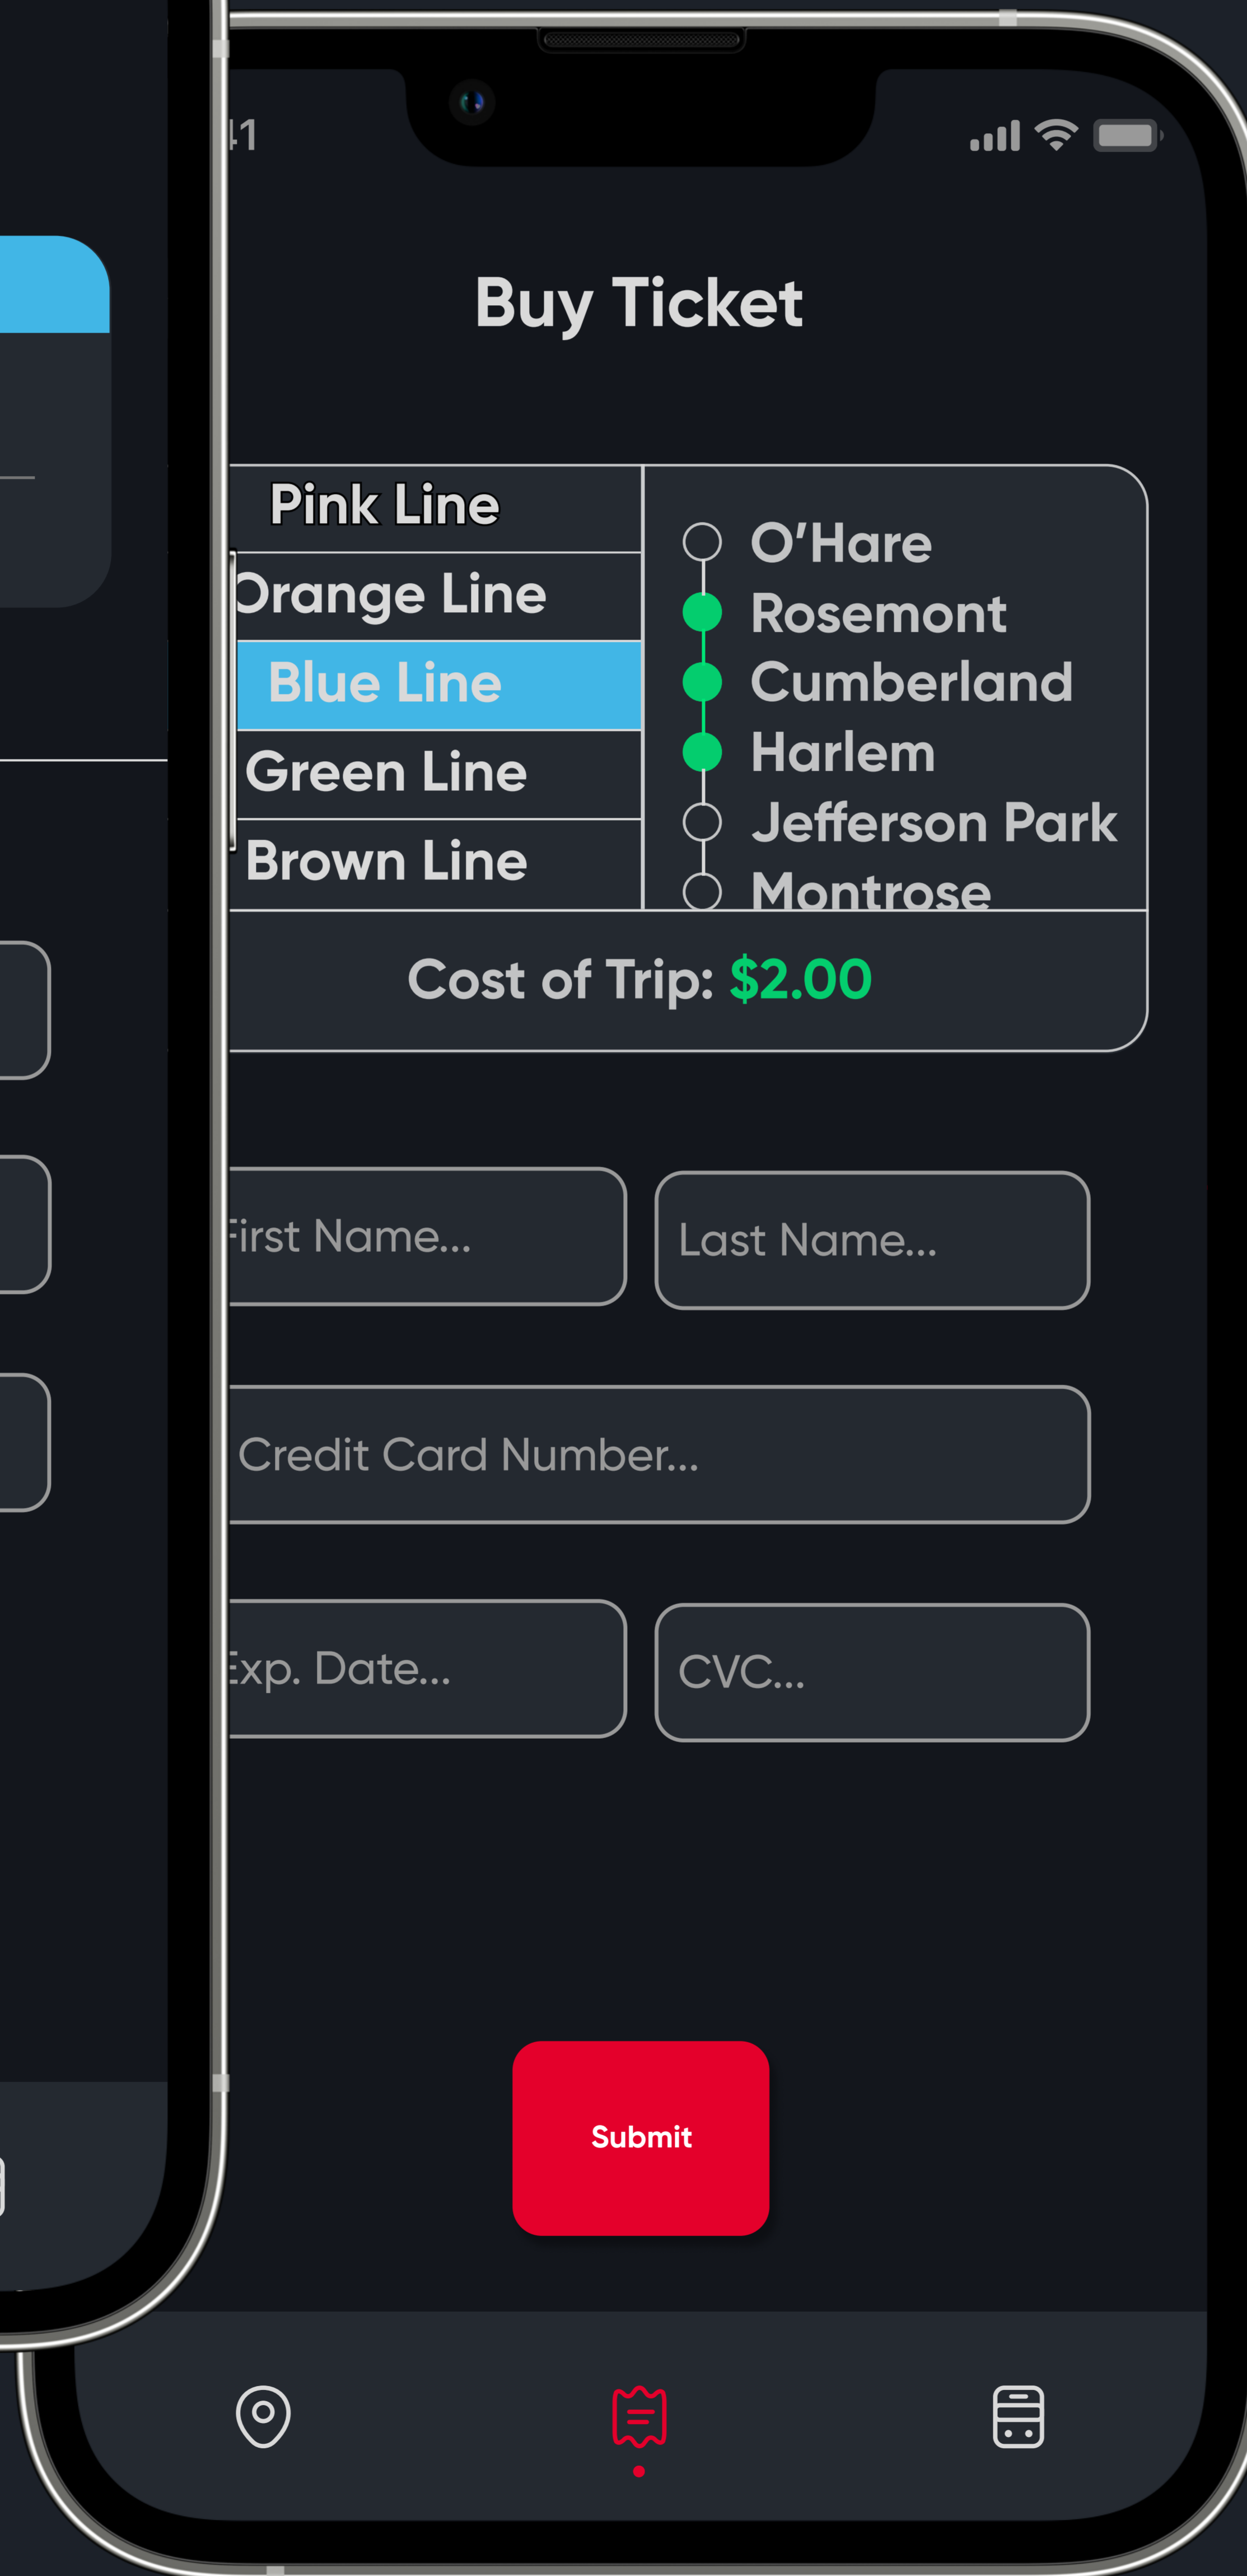 41
Buy Ticket
Pink Line
Orange Line
Blue Line
Green Line
Brown Line
O’Hare
Rosemont
Cumberland
Harlem
Jefferson Park
Montrose
Cost of Trip: $2.00
First Name...
Last Name...
Credit Card Number...
Exp. Date...
CVC...
Submit